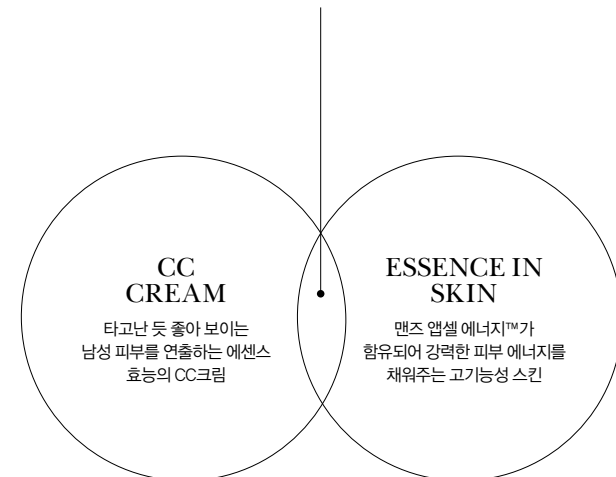 CC
CREAM
타고난 듯 좋아 보이는
남성 피부를 연출하는 에센스
효능의 CC크림
ESSENCE IN
SKIN
맨즈 앱셀 에너지™가
함유되어 강력한 피부 에너지를
채워주는 고기능성 스킨